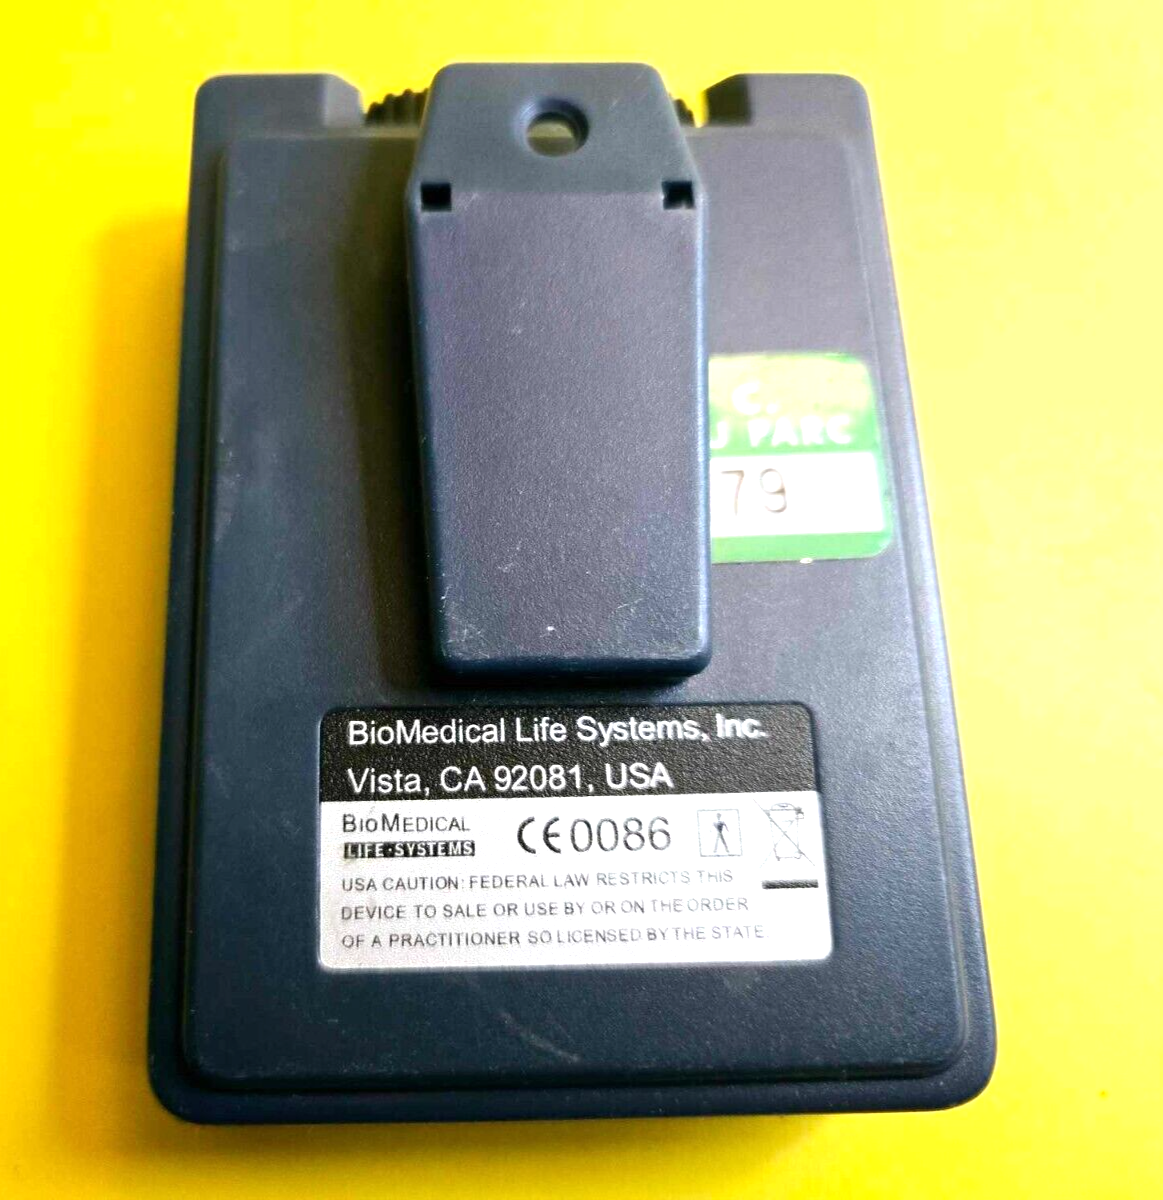 C.
PARC
79
BioMedical Life Systems, Inc.
Vista, CA 92081, USA
BIOMEDICAL
LIFE·SYSTEMS
CE0086
USA CAUTION: FEDERAL LAW RESTRICTS THIS
DEVICE TO SALE OR USE BY OR ON THE ORDER
OF A PRACTITIONER SO LICENSED BY THE STATE